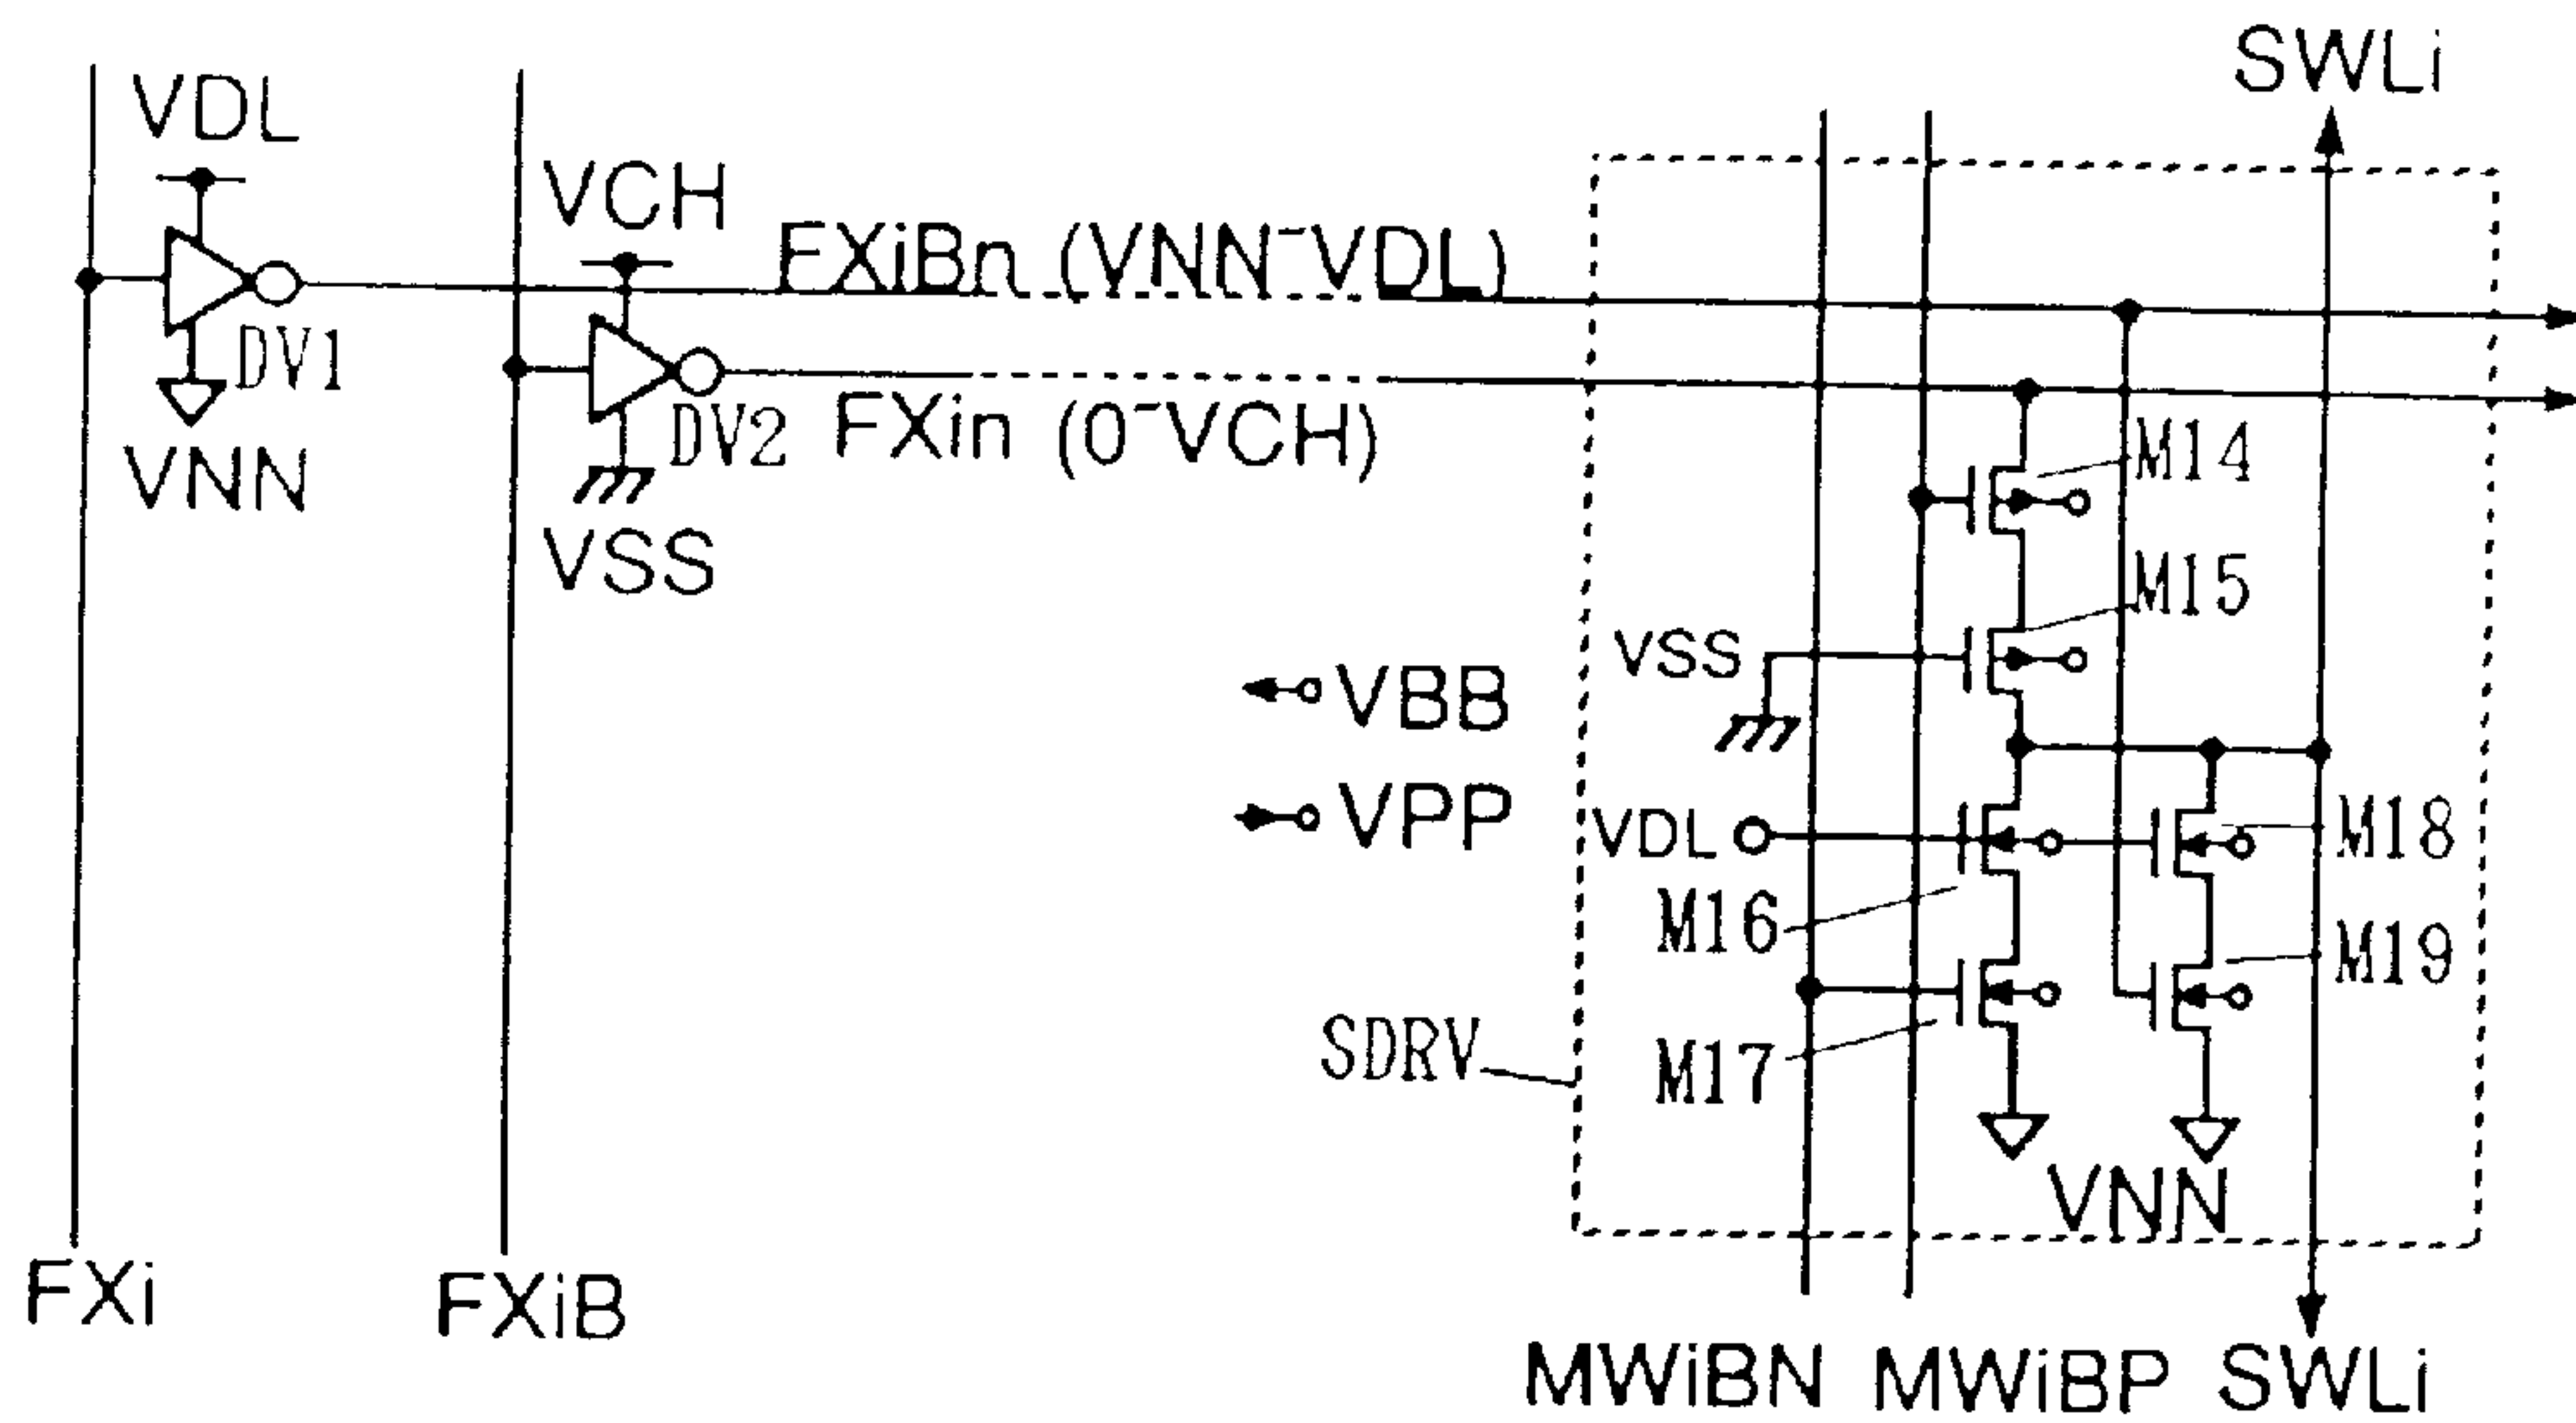 SWLi
VDL
VCH
FXiBn (VNN-VDL)
DV1
DV2
FXin (0-VCH)
M14
VNN
VSS
M15
VSS
VBB
VPP
VDL
M18
M16
M19
SDRV
M17
VNN
FXi
FXiB
MWiBN
MWiBP
SWLi